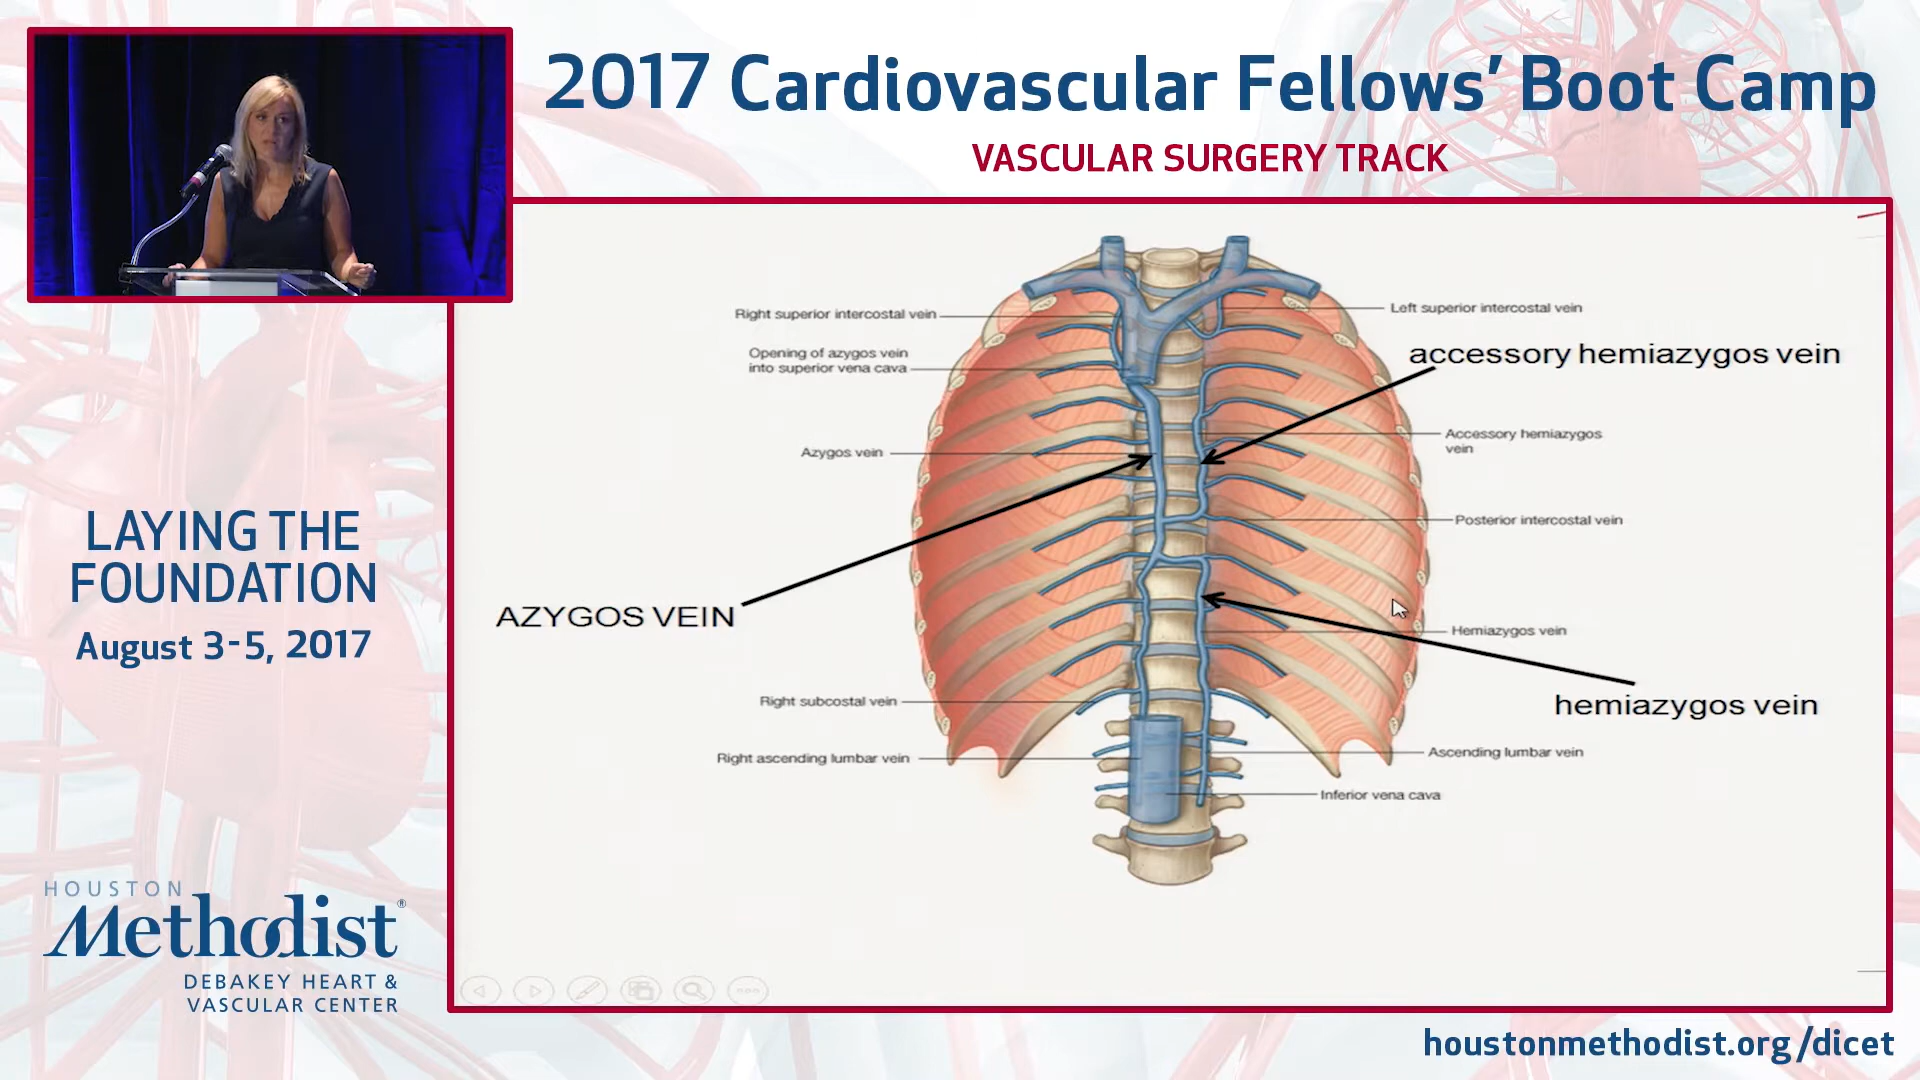 2017 Cardiovascular Fellows’ Boot Camp
VASCULAR SURGERY TRACK
LAYING THE
FOUNDATION
August 3-5, 2017
HOUSTON
Methodist®
DEBAKEY HEART &
VASCULAR CENTER
Right superior intercostal vein
Opening of azygos vein
into superior vena cava
Azygos vein
AZYGOS VEIN
Right subcostal vein
Right ascending lumbar vein
Left superior intercostal vein
accessory hemiazygos vein
Accessory hemiazygos
vein
Posterior intercostal vein
Hemiazygos vein
hemiazygos vein
Ascending lumbar vein
Inferior vena cava
houstonmethodist.org/dicet